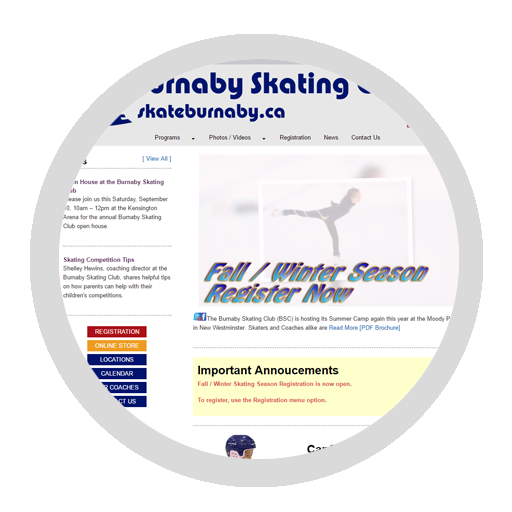 Burnaby Skating
skateburnaby.ca
Programs Photos / Videos Registration News Contact Us
[ View All ]
House at the Burnaby Skating
join us this Saturday, September
10am – 12pm at the Kensington
Arena for the annual Burnaby Skating
Club open house.
Skating Competition Tips
Shelley Hewins, coaching director at the
Burnaby Skating Club, shares helpful tips
on how parents can help with their
children's competitions.
REGISTRATION
ONLINE STORE
LOCATIONS
CALENDAR
COACHES
US
Fall / Winter Season
Register Now
The Burnaby Skating Club (BSC) is hosting its Summer Camp again this year at the Moody P
in New Westminster. Skaters and Coaches alike are Read More [PDF Brochure]
Important Annoucements
Fall / Winter Skating Season Registration is now open.
To register, use the Registration menu option.